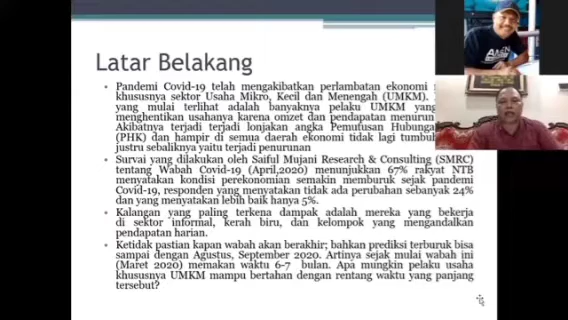 Latar Belakang
• Pandemi Covid-19 telah mengakibatkan perlambatan ekonomi
khususnya sektor Usaha Mikro, Kecil dan Menengah (UMKM).
yang mulai terlihat adalah banyaknya pelaku UMKM yang
menghentikan usahanya karena omzet dan pendapatan menurun
Akibatnya terjadi terjadi lonjakan angka Pemutusan Hubungan
(PHK) dan hampir di semua daerah ekonomi tidak lagi tumbuh
justru sebaliknya yaitu terjadi penurunan
• Survai yang dilakukan oleh Saiful Mujani Research & Consulting (SMRC)
tentang Wabah Covid-19 (April,2020) menunjukkan 67% rakyat NTB
menyatakan kondisi perekonomian semakin memburuk sejak pandemi
Covid-19, responden yang menyatakan tidak ada perubahan sebanyak 24%
dan yang menyatakan lebih baik hanya 5%.
• Kalangan yang paling terkena dampak adalah mereka yang bekerja
di sektor informal, kerah biru, dan kelompok yang mengandalkan
pendapatan harian.
• Ketidak pastian kapan wabah akan berakhir; bahkan prediksi terburuk bisa
sampai dengan Agustus, September 2020. Artinya sejak mulai wabah ini
(Maret 2020) memakan waktu 6-7 bulan. Apa mungkin pelaku usaha
khususnya UMKM mampu bertahan dengan rentang waktu yang panjang
tersebut?